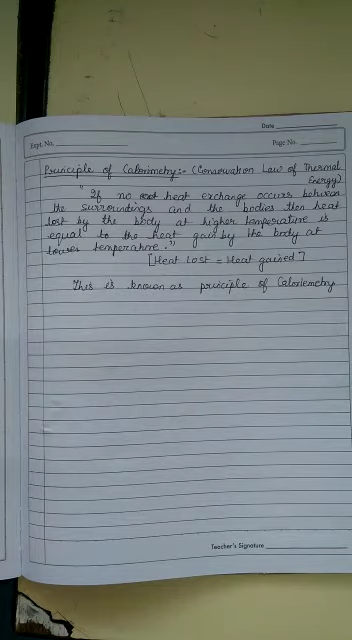 Date
Expt. No.
Page No.
Principle of Calorimetry:- (Conservation Law of Thermal
Energy)
"If no heat exchange occurs between
the surroundings and the bodies then heat
lost by the body at higher temperature is
equal to the heat gain by the body at
lower temperature."
[Heat Lost = Heat gained]
This is known as principle of Caloriemetry
Teacher's Signature